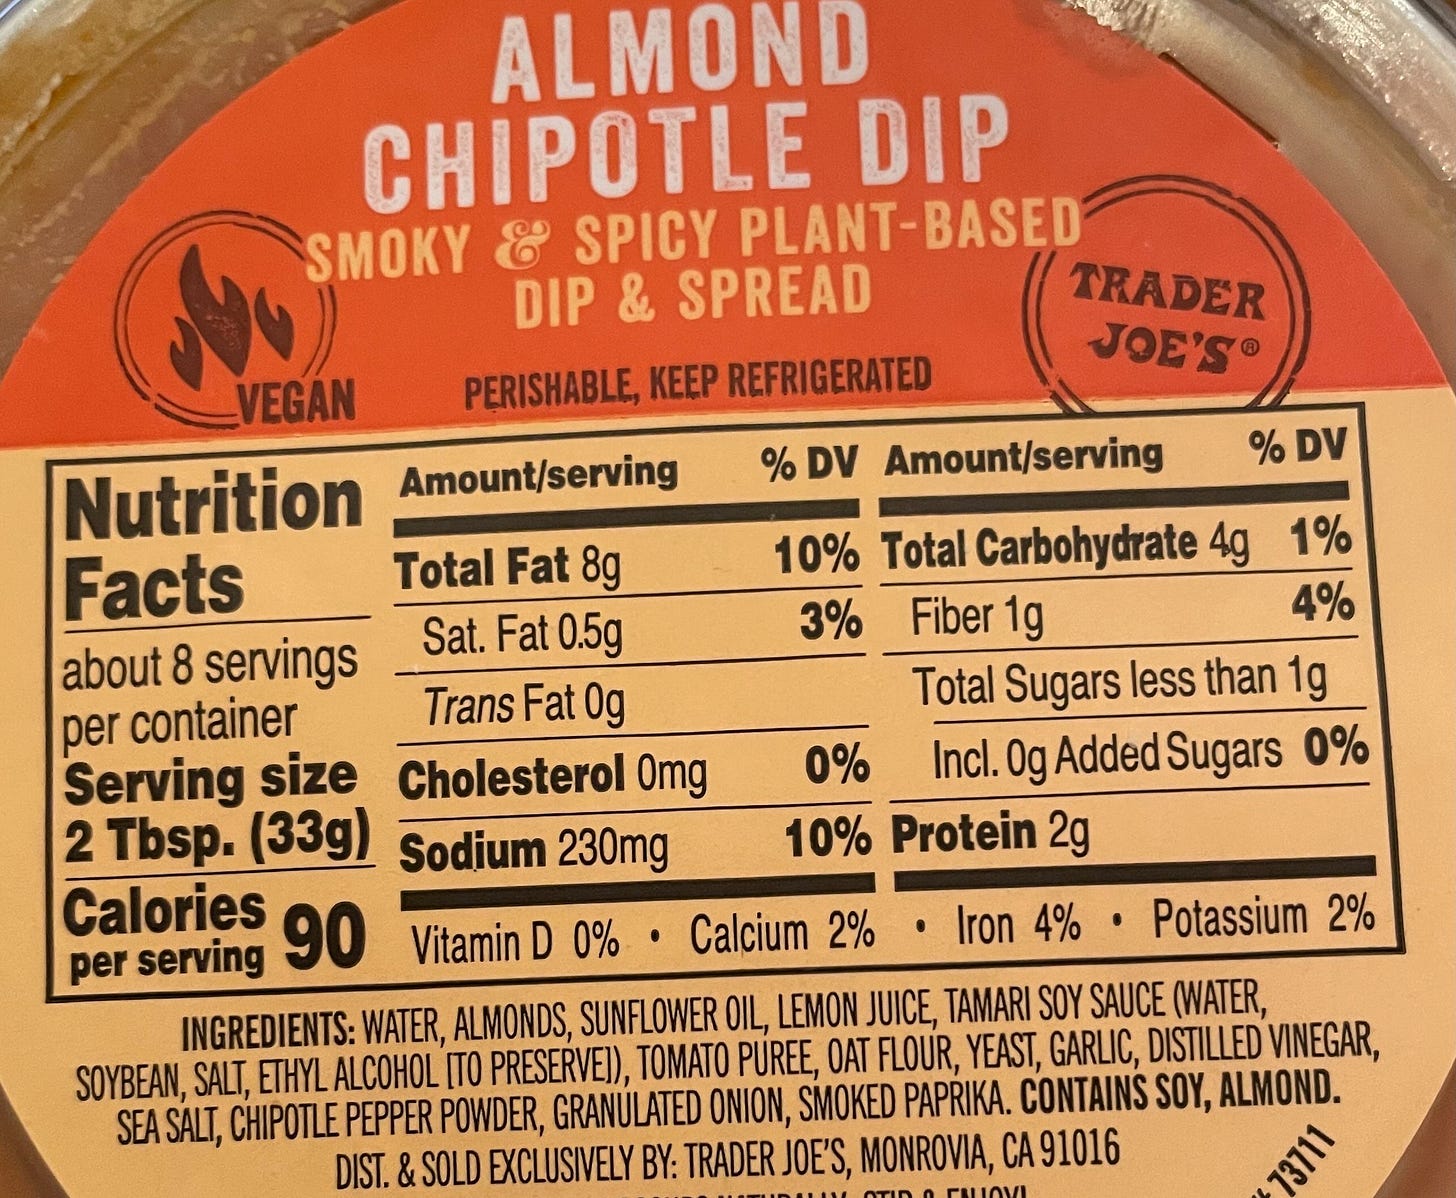 ALMOND
CHIPOTLE DIP
SMOKY & SPICY PLANT-BASED
DIP & SPREAD
VEGAN
PERISHABLE, KEEP REFRIGERATED
TRADER
JOE'S®
Nutrition
Facts
about 8 servings
per container
Serving size
2 Tbsp. (33g)
Calories
per serving 90
Amount/serving % DV
Total Fat 8g 10%
Sat. Fat 0.5g 3%
Trans Fat 0g
Cholesterol 0mg 0%
Sodium 230mg 10%
Amount/serving % DV
Total Carbohydrate 4g 1%
Fiber 1g 4%
Total Sugars less than 1g
Incl. 0g Added Sugars 0%
Protein 2g
Vitamin D 0% • Calcium 2% • Iron 4% • Potassium 2%
INGREDIENTS: WATER, ALMONDS, SUNFLOWER OIL, LEMON JUICE, TAMARI SOY SAUCE (WATER,
SOYBEAN, SALT, ETHYL ALCOHOL [TO PRESERVE]), TOMATO PUREE, OAT FLOUR, YEAST, GARLIC, DISTILLED VINEGAR,
SEA SALT, CHIPOTLE PEPPER POWDER, GRANULATED ONION, SMOKED PAPRIKA. CONTAINS SOY, ALMOND.
DIST. & SOLD EXCLUSIVELY BY: TRADER JOE'S, MONROVIA, CA 91016
NATURALLY STIR & ENJOY!
73711